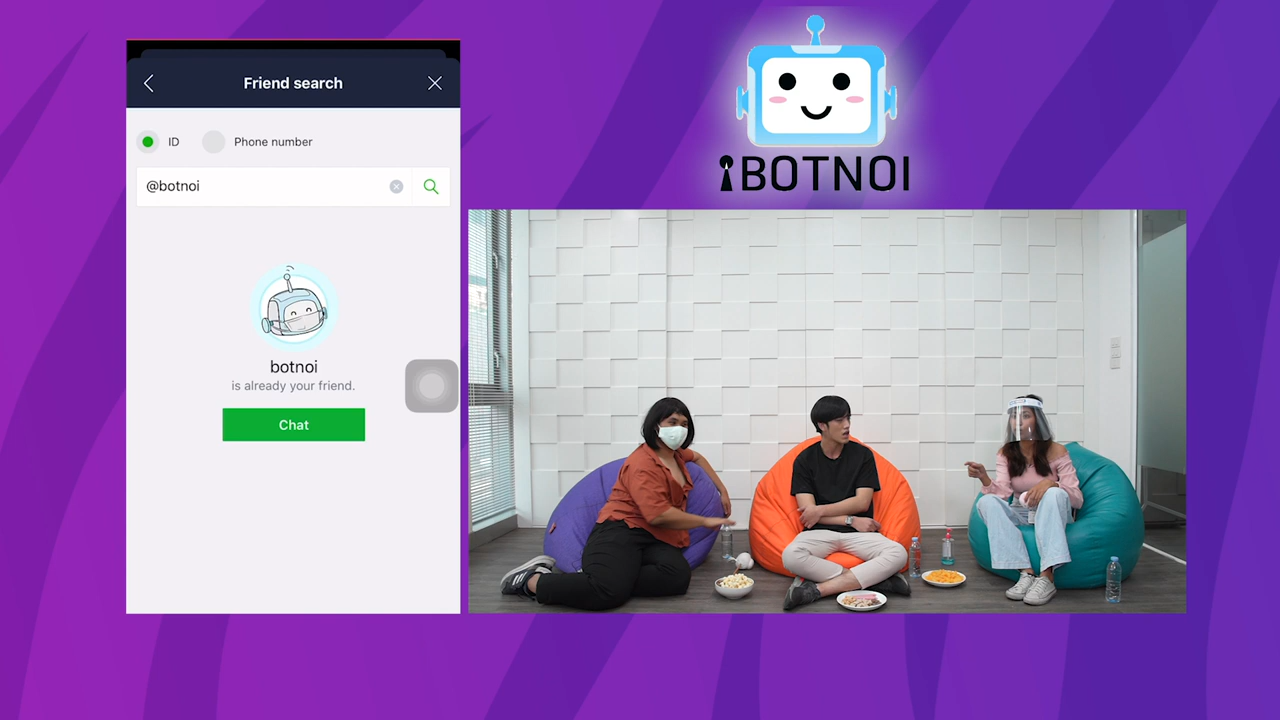 Friend search
ID
Phone number
@botnoi
botnoi
is already your friend.
Chat
BOTNOI